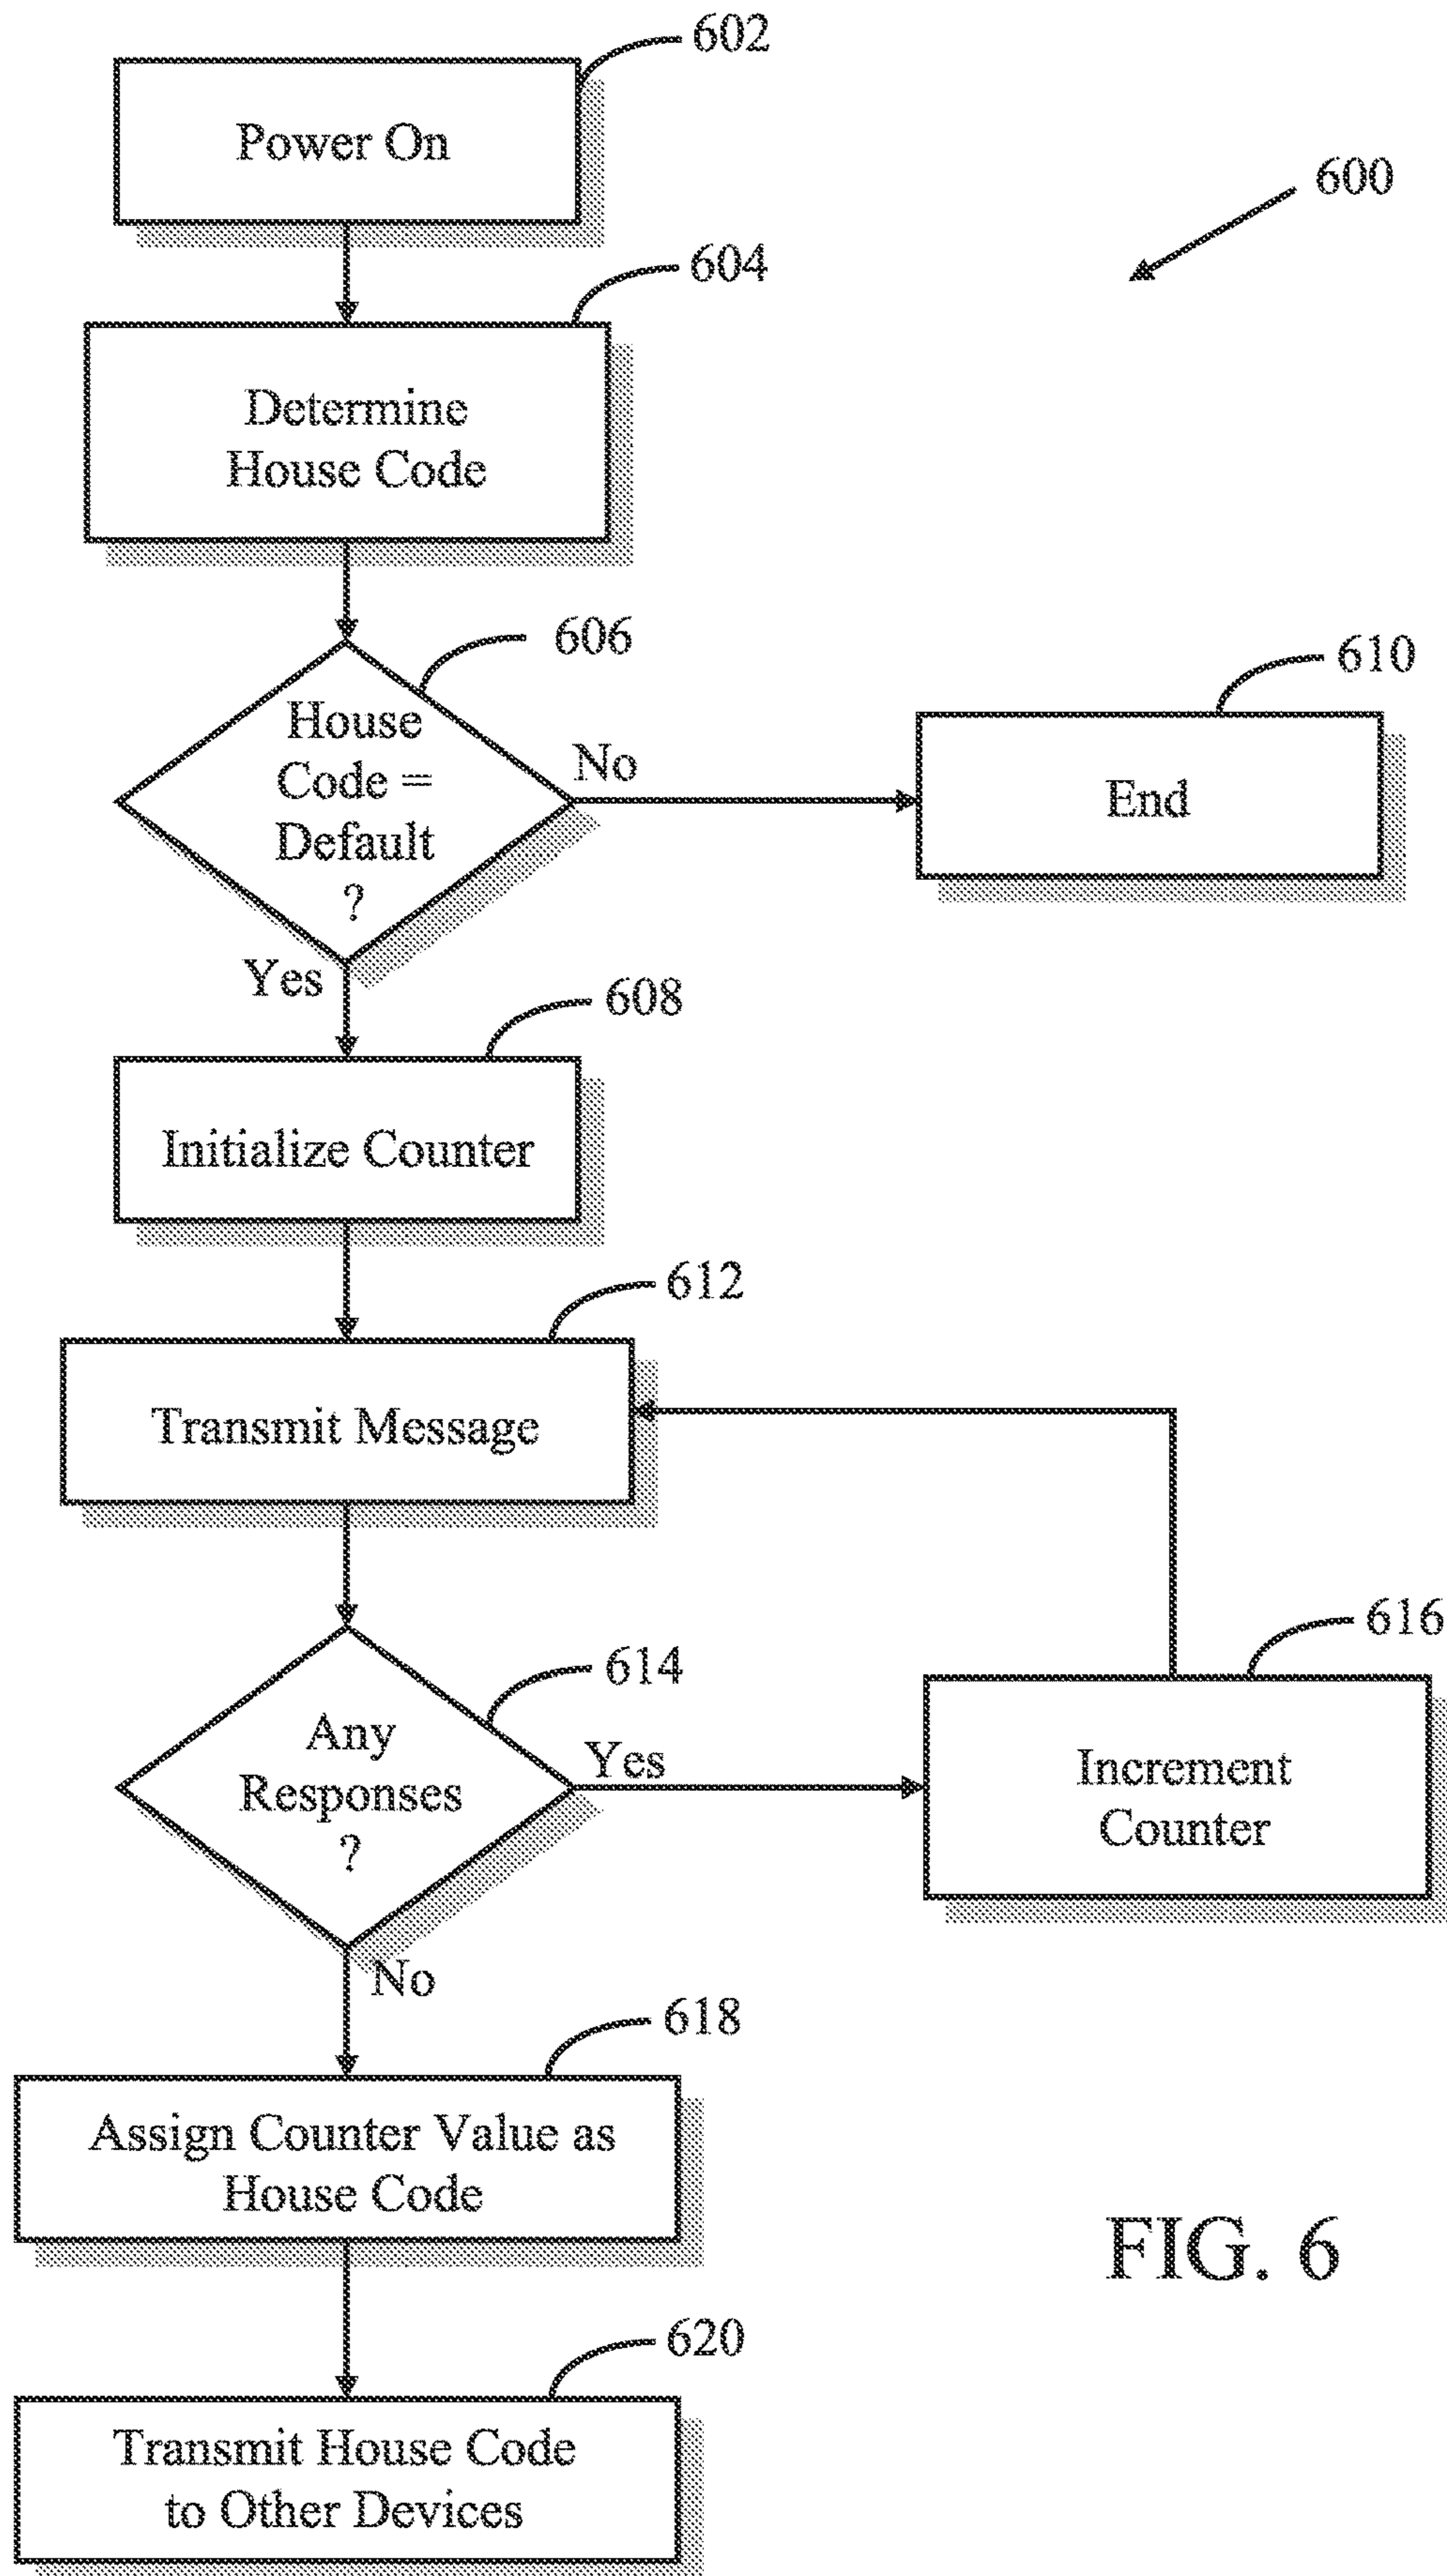 602
Power On
600
604
Determine
House Code
606
610
House
Code =
Default
?
No
End
Yes
608
Initialize Counter
612
Transmit Message
616
614
Any
Responses
?
Yes
Increment
Counter
No
618
Assign Counter Value as
House Code
FIG. 6
620
Transmit House Code
to Other Devices